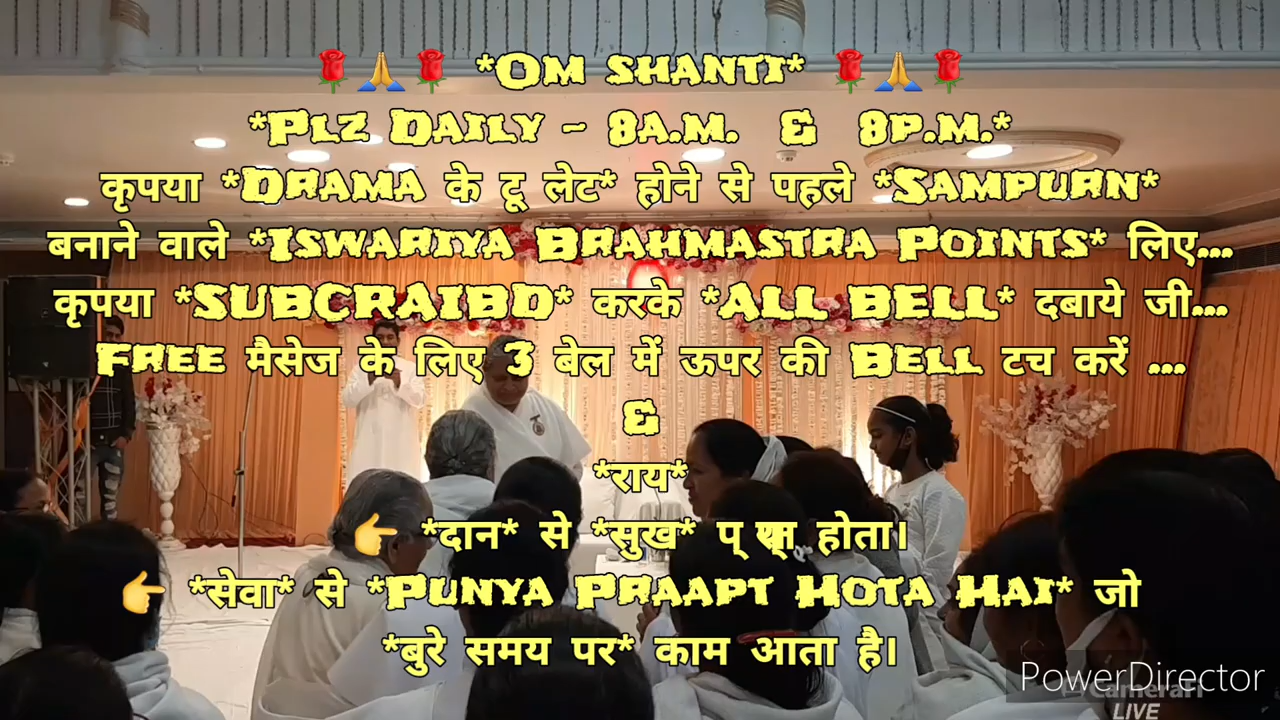 🌹🙏🌹 *Om shanti* 🌹🙏🌹
*Plz Daily - 8a.m. & 8p.m.*
कृपया *Drama के टू लेट* होने से पहले *Sampurn*
बनाने वाले *Iswariya Brahmastra Points* लिए...
कृपया *SUBCRAIBD* करके *ALL BELL* दबाये जी...
Free मैसेज के लिए 3 बेल में ऊपर की Bell टच करें ...
&
*राय*
👉 *दान* से *सुख* होता।
👉 *सेवा* से *Punya Praapt Hota Hai* जो
*बुरे समय पर* काम आता है।
PowerDirector
LIVE